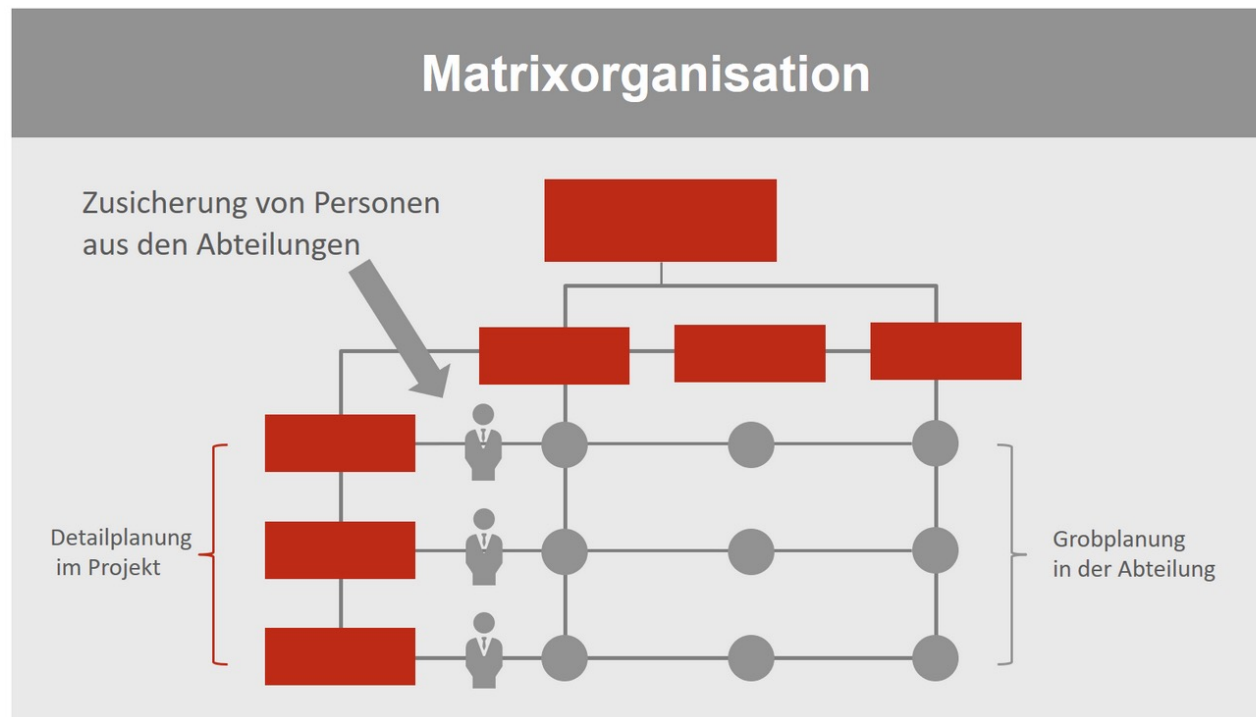 Matrixorganisation
Zusicherung von Personen
aus den Abteilungen
Detailplanung
im Projekt
Grobplanung
in der Abteilung